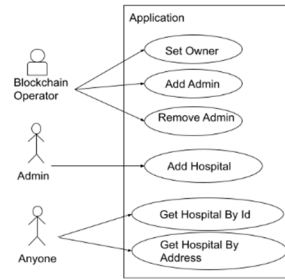 Application
Set Owner
Blockchain
Operator
Add Admin
Remove Admin
Add Hospital
Admin
Get Hospital By Id
Anyone
Get Hospital By
Address